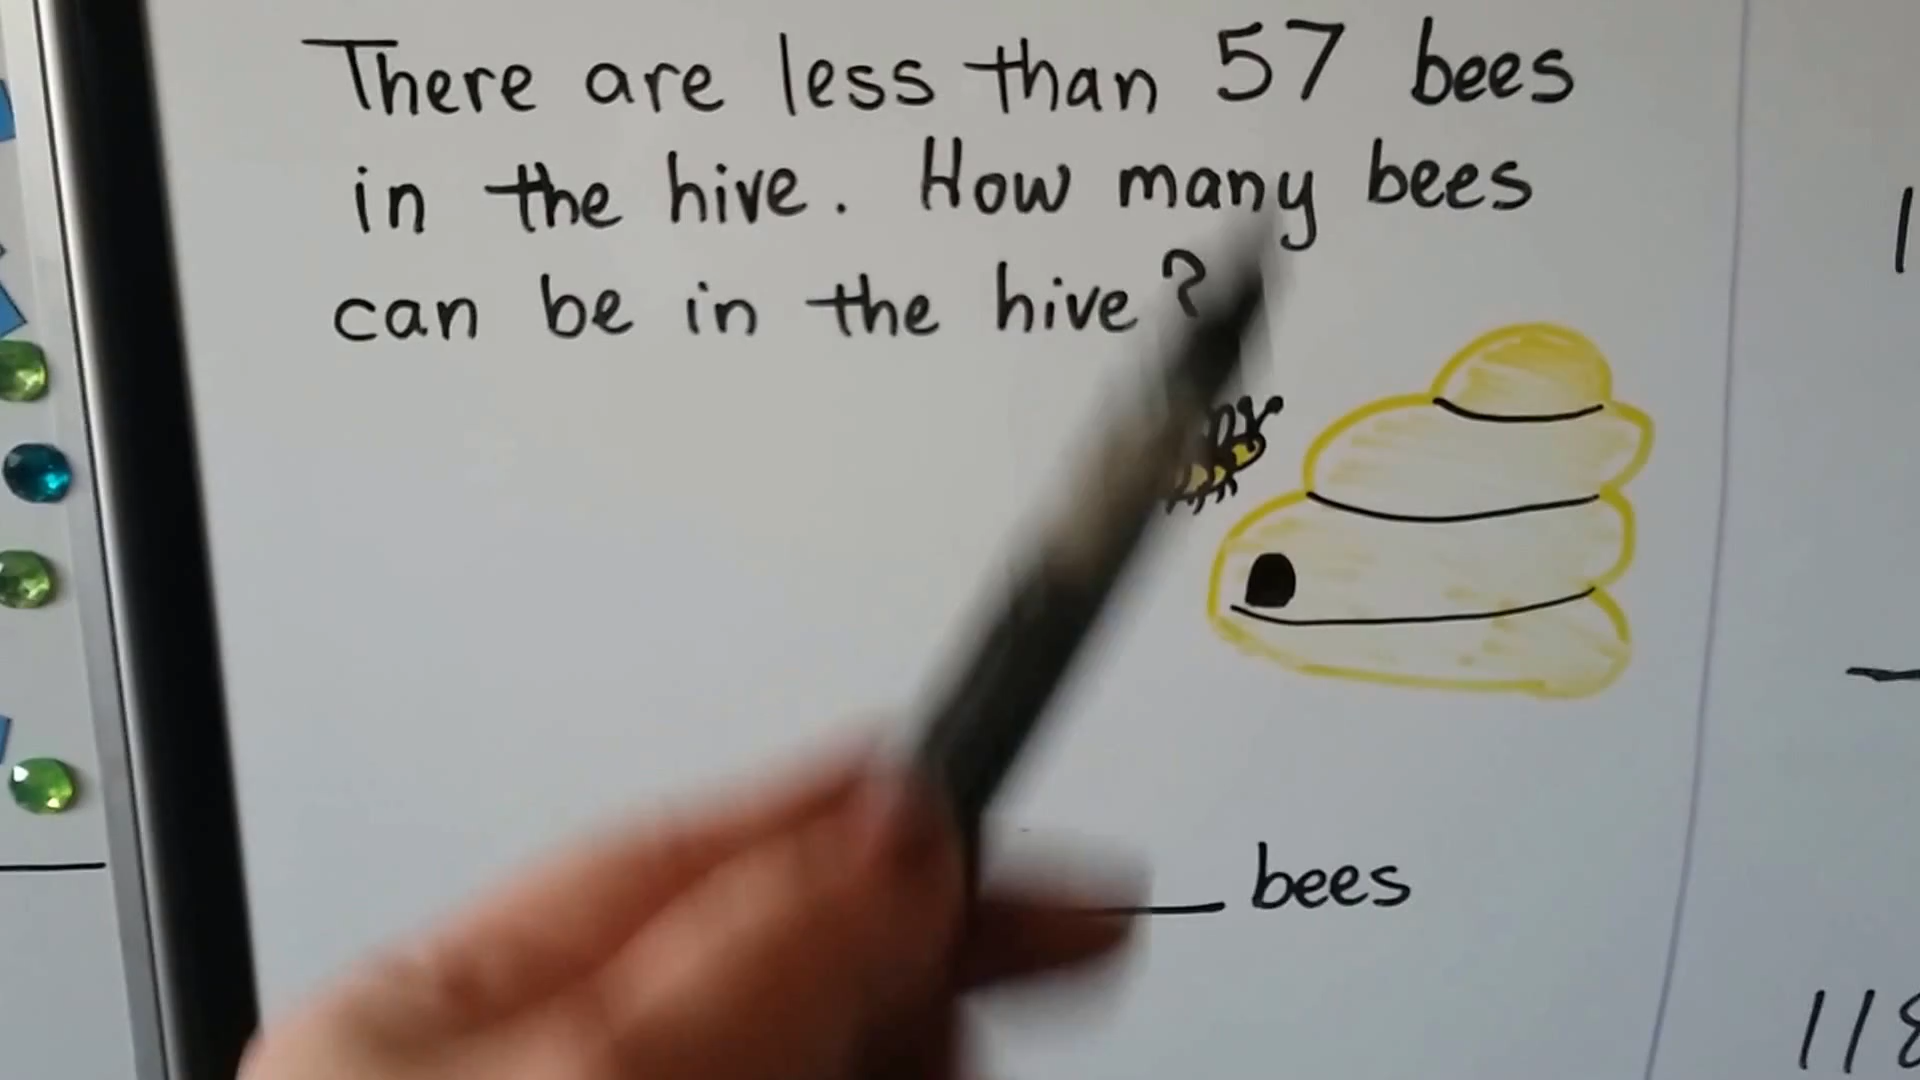 There are less than 57 bees
in the hive. How many bees
can be in the hive?
bees